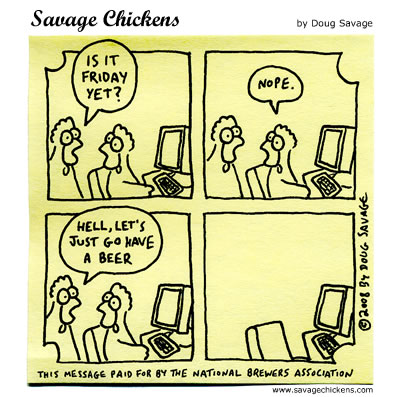 Savage Chickens
by Doug Savage
IS IT
FRIDAY
YET?
NOPE.
HELL, LET'S
JUST GO HAVE
A BEER
©2008 BY DOUG SAVAGE
THIS MESSAGE PAID FOR BY THE NATIONAL BREWERS ASSOCIATION
www.savagechickens.com